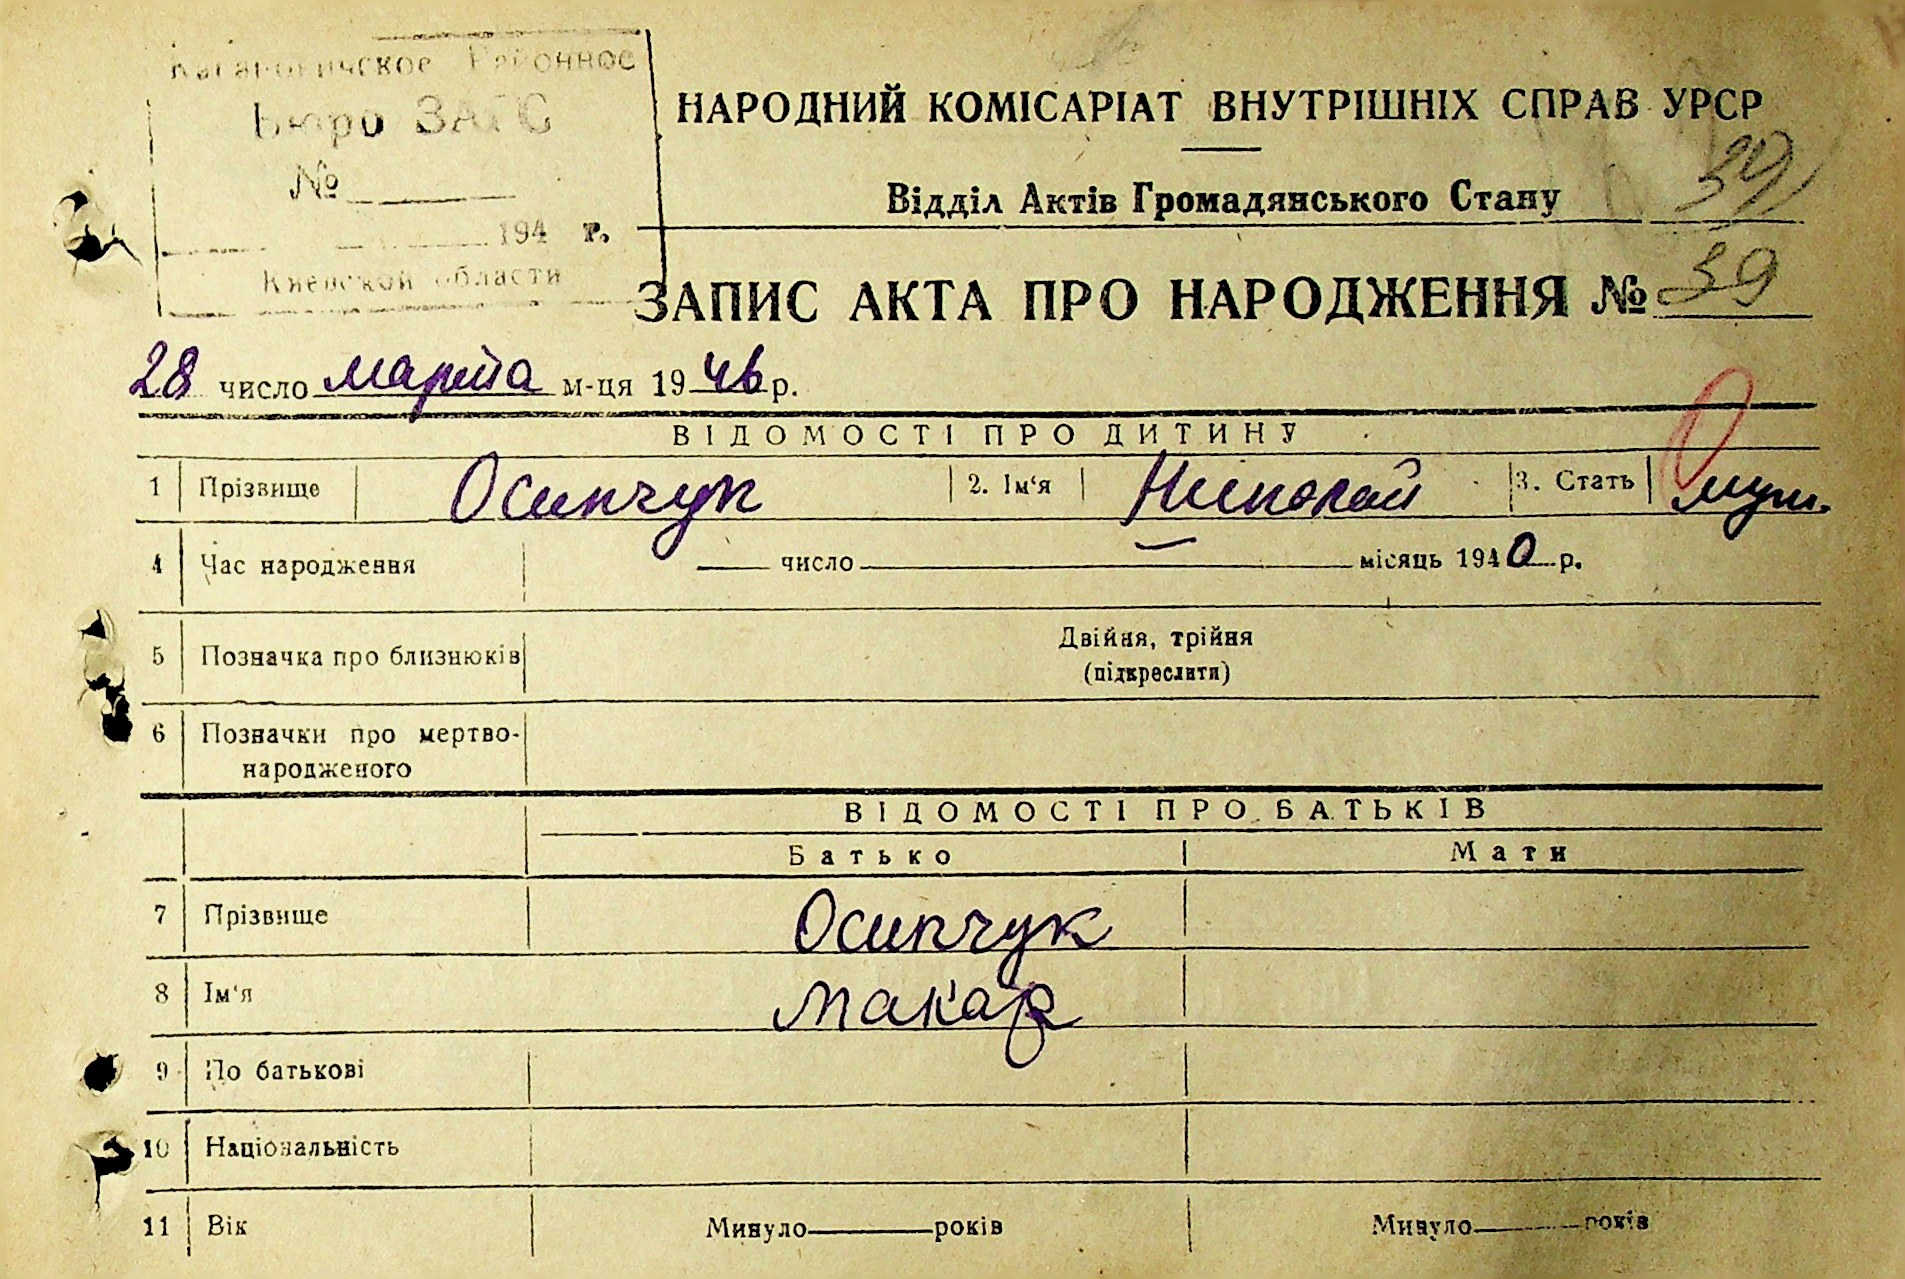 Кагановичское Районное
Бюро ЗАГС
№
194 г.
Киевской области
НАРОДНИЙ КОМІСАРІАТ ВНУТРІШНІХ СПРАВ УРСР
Відділ Актів Громадянського Стану
ЗАПИС АКТА ПРО НАРОДЖЕННЯ № 39
28 число марта м-ця 1946 р.
ВІДОМОСТІ ПРО ДИТИНУ
1 Прізвище Осипчук 2. Ім‘я Николай 3. Стать муж.
4 Час народження число — місяць 1940 р.
5 Позначка про близнюків Двійня, трійня
(підкреслити)
6 Позначки про мертво-
народженого
ВІДОМОСТІ ПРО БАТЬКІВ
Батько Мати
7 Прізвище Осипчук
8 Ім‘я Макар
9 По батькові
10 Національність
11 Вік Минуло років Минуло років